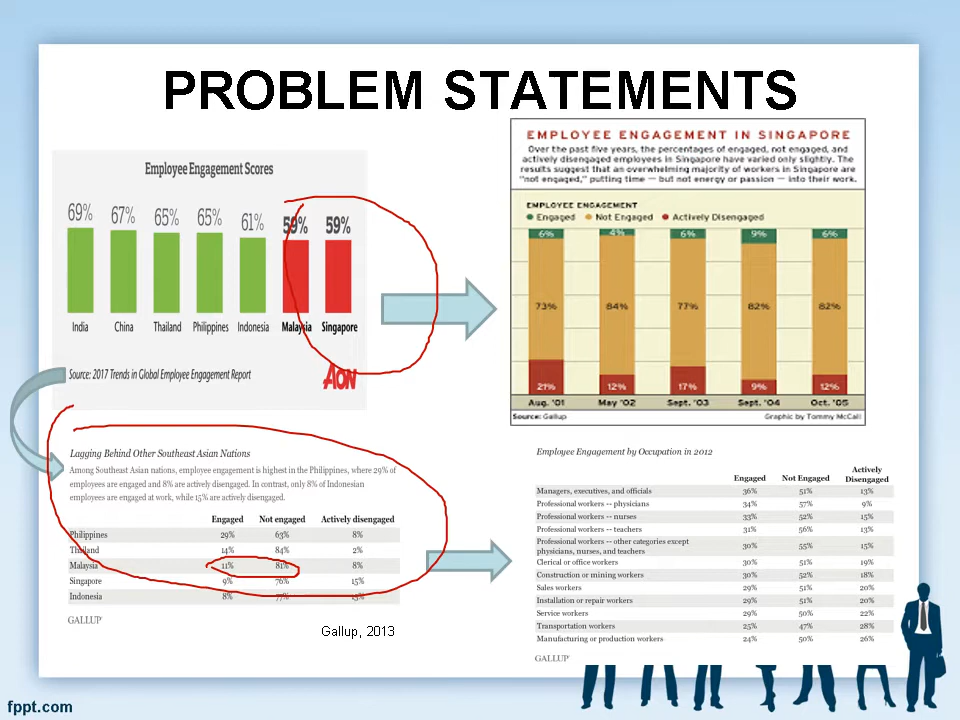 PROBLEM STATEMENTS
Employee Engagement Scores
69% 67% 65% 65% 61% 59% 59%
India China Thailand Philippines Indonesia Malaysia Singapore
Source: 2017 Trends in Global Employee Engagement Report
AON
EMPLOYEE ENGAGEMENT IN SINGAPORE
Over the past five years, the percentages of engaged, not engaged, and
actively disengaged employees in Singapore have varied only slightly. The
results suggest that an overwhelming majority of workers in Singapore are
"not engaged," putting time — but not energy or passion — into their work.
EMPLOYEE ENGAGEMENT
Engaged Not Engaged Actively Disengaged
6% 4% 6% 9% 6%
73% 84% 77% 82% 82%
21% 12% 17% 9% 12%
Aug. '01 May '02 Sept. '03 Sept. '04 Oct. '05
Source: Gallup Graphic by Tommy McCall
Lagging Behind Other Southeast Asian Nations
Among Southeast Asian nations, employee engagement is highest in the Philippines, where 29% of
employees are engaged and 8% are actively disengaged. In contrast, only 8% of Indonesian
employees are engaged at work, while 15% are actively disengaged.
Engaged Not engaged Actively disengaged
Philippines 29% 63% 8%
Thailand 14% 84% 2%
Malaysia 11% 81% 8%
Singapore 9% 76% 15%
Indonesia 8% 77% 15%
GALLUP
Gallup, 2013
Employee Engagement by Occupation in 2012
Engaged Not Engaged Actively Disengaged
Managers, executives, and officials 36% 51% 13%
Professional workers -- physicians 34% 57% 9%
Professional workers -- nurses 33% 52% 15%
Professional workers -- teachers 31% 56% 13%
Professional workers -- other categories except
physicians, nurses, and teachers 30% 55% 15%
Clerical or office workers 30% 51% 19%
Construction or mining workers 30% 52% 18%
Sales workers 29% 51% 20%
Installation or repair workers 29% 51% 20%
Service workers 29% 50% 22%
Transportation workers 25% 47% 28%
Manufacturing or production workers 24% 50% 26%
GALLUP
fppt.com